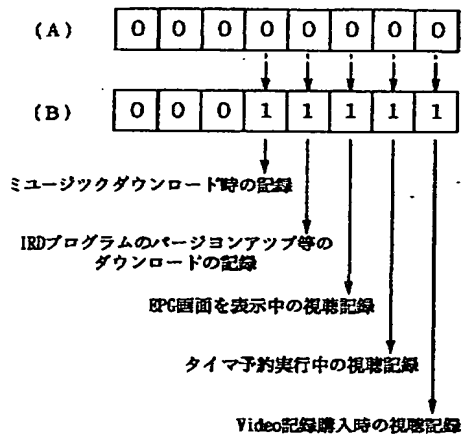 (A) 0 0 0 0 0 0 0 0
(B) 0 0 0 1 1 1 1 1
ミュージックダウンロード時の記録
IRDプログラムのバージョンアップ等の
ダウンロードの記録
EPG画面を表示中の視聴記録
タイマ予約実行中の視聴記録
Video記録購入時の視聴記録